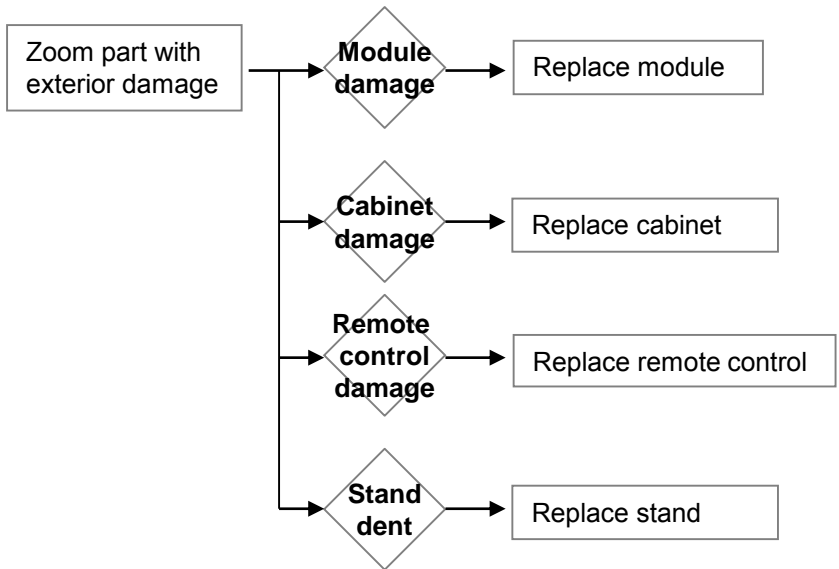 Zoom part with
exterior damage
Module
damage
Replace module
Cabinet
damage
Replace cabinet
Remote
control
damage
Replace remote control
Stand
dent
Replace stand